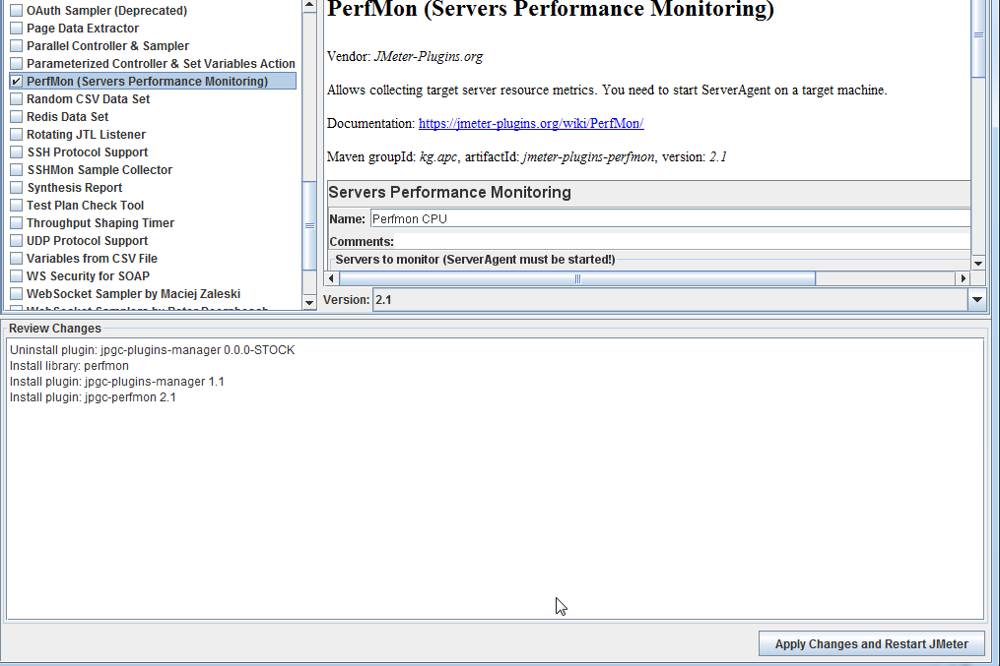 OAuth Sampler (Deprecated)
Page Data Extractor
Parallel Controller & Sampler
Parameterized Controller & Set Variables Action
PerfMon (Servers Performance Monitoring)
Random CSV Data Set
Redis Data Set
Rotating JTL Listener
SSH Protocol Support
SSHMon Sample Collector
Synthesis Report
Test Plan Check Tool
Throughput Shaping Timer
UDP Protocol Support
Variables from CSV File
WS Security for SOAP
WebSocket Sampler by Maciej Zaleski
WebSocket Samplers by Peter Doornbosch
PerfMon (Servers Performance Monitoring)
Vendor: JMeter-Plugins.org
Allows collecting target server resource metrics. You need to start ServerAgent on a target machine.
Documentation: https://jmeter-plugins.org/wiki/PerfMon/
Maven groupId: kg.apc, artifactId: jmeter-plugins-perfmon, version: 2.1
Servers Performance Monitoring
Name: Perfmon CPU
Comments:
Servers to monitor (ServerAgent must be started!)
Version: 2.1
Review Changes
Uninstall plugin: jpgc-plugins-manager 0.0.0-STOCK
Install library: perfmon
Install plugin: jpgc-plugins-manager 1.1
Install plugin: jpgc-perfmon 2.1
Apply Changes and Restart JMeter